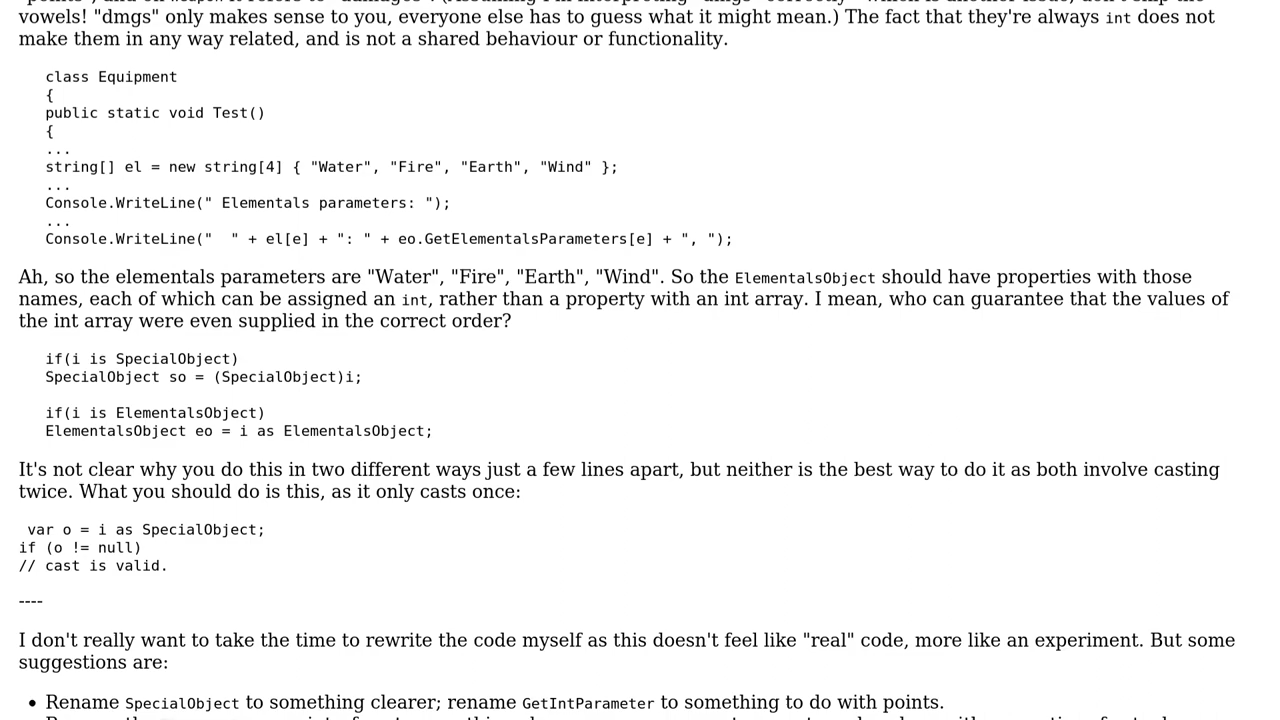 vowels! "dmgs" only makes sense to you, everyone else has to guess what it might mean.) The fact that they're always int does not
make them in any way related, and is not a shared behaviour or functionality.
class Equipment
{
public static void Test()
{
...
string[] el = new string[4] { "Water", "Fire", "Earth", "Wind" };
...
Console.WriteLine(" Elementals parameters: ");
...
Console.WriteLine("  " + el[e] + ": " + eo.GetElementalsParameters[e] + ", ");
Ah, so the elementals parameters are "Water", "Fire", "Earth", "Wind". So the ElementalsObject should have properties with those
names, each of which can be assigned an int, rather than a property with an int array. I mean, who can guarantee that the values of
the int array were even supplied in the correct order?
if(i is SpecialObject)
SpecialObject so = (SpecialObject)i;
if(i is ElementalsObject)
ElementalsObject eo = i as ElementalsObject;
It's not clear why you do this in two different ways just a few lines apart, but neither is the best way to do it as both involve casting
twice. What you should do is this, as it only casts once:
var o = i as SpecialObject;
if (o != null)
// cast is valid.
----
I don't really want to take the time to rewrite the code myself as this doesn't feel like "real" code, more like an experiment. But some
suggestions are:
• Rename SpecialObject to something clearer; rename GetIntParameter to something to do with points.